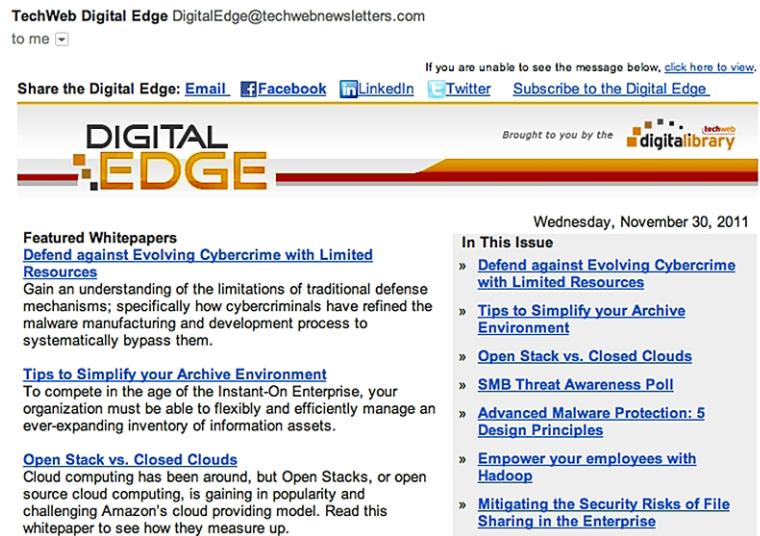 TechWeb Digital Edge DigitalEdge@techwebnewsletters.com
to me
If you are unable to see the message below, click here to view.
Share the Digital Edge: Email Facebook LinkedIn Twitter Subscribe to the Digital Edge
DIGITAL
EDGE
Brought to you by the
techweb
digitalibrary
Wednesday, November 30, 2011
Featured Whitepapers
Defend against Evolving Cybercrime with Limited
Resources
Gain an understanding of the limitations of traditional defense
mechanisms; specifically how cybercriminals have refined the
malware manufacturing and development process to
systematically bypass them.
Tips to Simplify your Archive Environment
To compete in the age of the Instant-On Enterprise, your
organization must be able to flexibly and efficiently manage an
ever-expanding inventory of information assets.
Open Stack vs. Closed Clouds
Cloud computing has been around, but Open Stacks, or open
source cloud computing, is gaining in popularity and
challenging Amazon's cloud providing model. Read this
whitepaper to see how they measure up.
In This Issue
» Defend against Evolving Cybercrime
with Limited Resources
» Tips to Simplify your Archive
Environment
» Open Stack vs. Closed Clouds
» SMB Threat Awareness Poll
» Advanced Malware Protection: 5
Design Principles
» Empower your employees with
Hadoop
» Mitigating the Security Risks of File
Sharing in the Enterprise